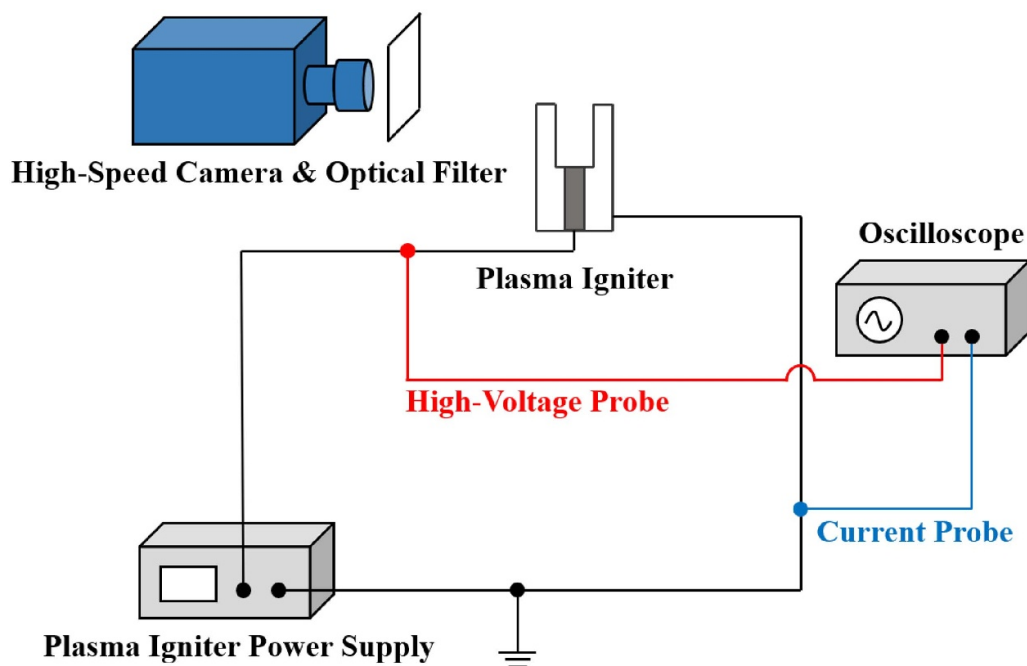 High-Speed Camera & Optical Filter
Oscilloscope
Plasma Igniter
High-Voltage Probe
Current Probe
Plasma Igniter Power Supply